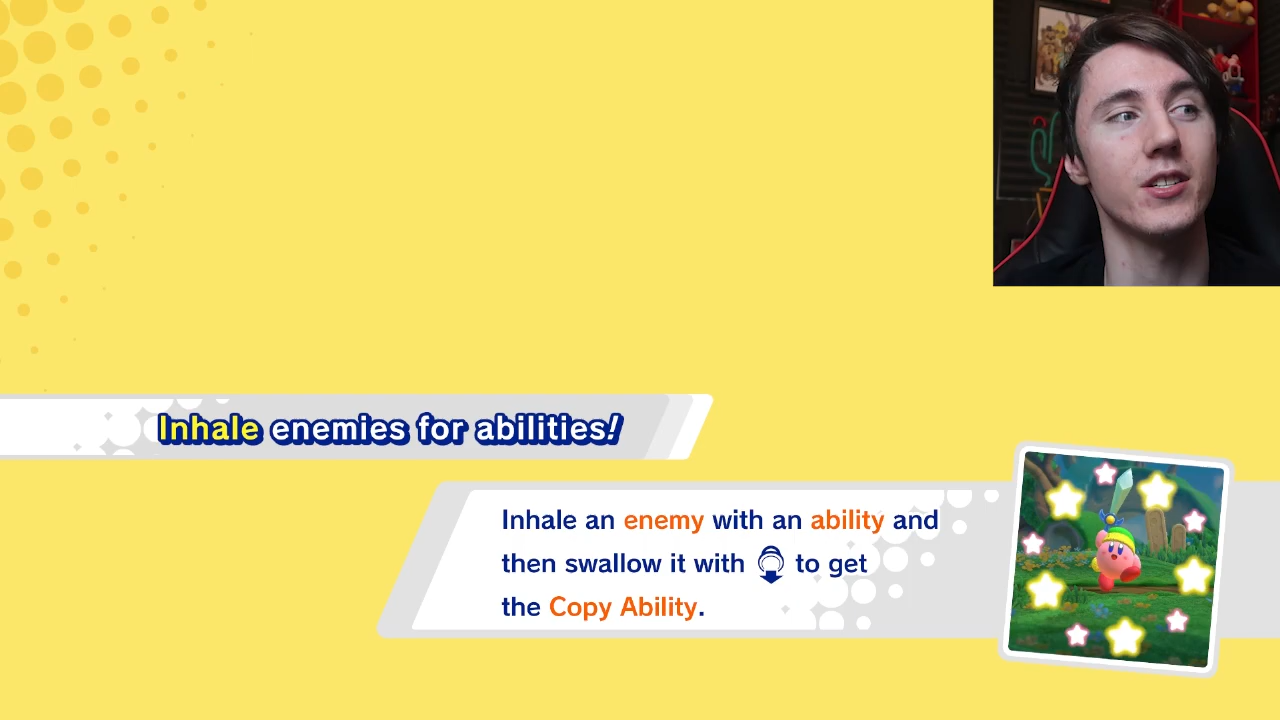 Inhale enemies for abilities!
Inhale an enemy with an ability and
then swallow it with to get
the Copy Ability.